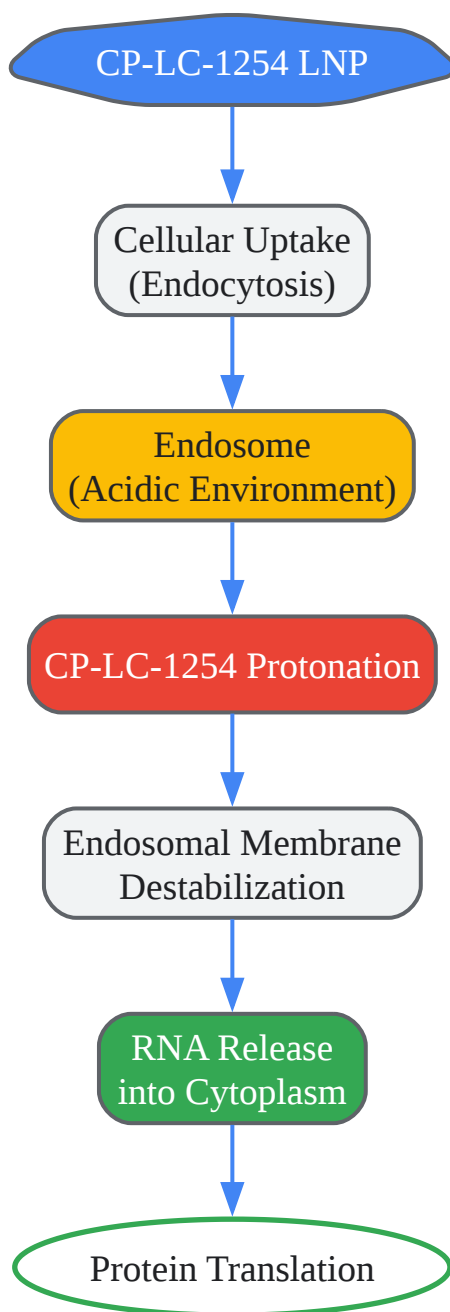 CP-LC-1254 LNP
Cellular Uptake
(Endocytosis)
Endosome
(Acidic Environment)
CP-LC-1254 Protonation
Endosomal Membrane
Destabilization
RNA Release
into Cytoplasm
Protein Translation